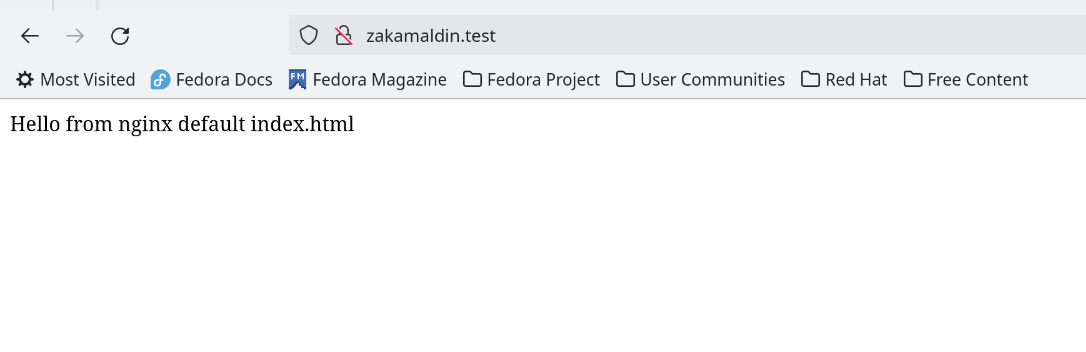 zakamaldin.test
Most Visited Fedora Docs FM Fedora Magazine Fedora Project User Communities Red Hat Free Content
Hello from nginx default index.html